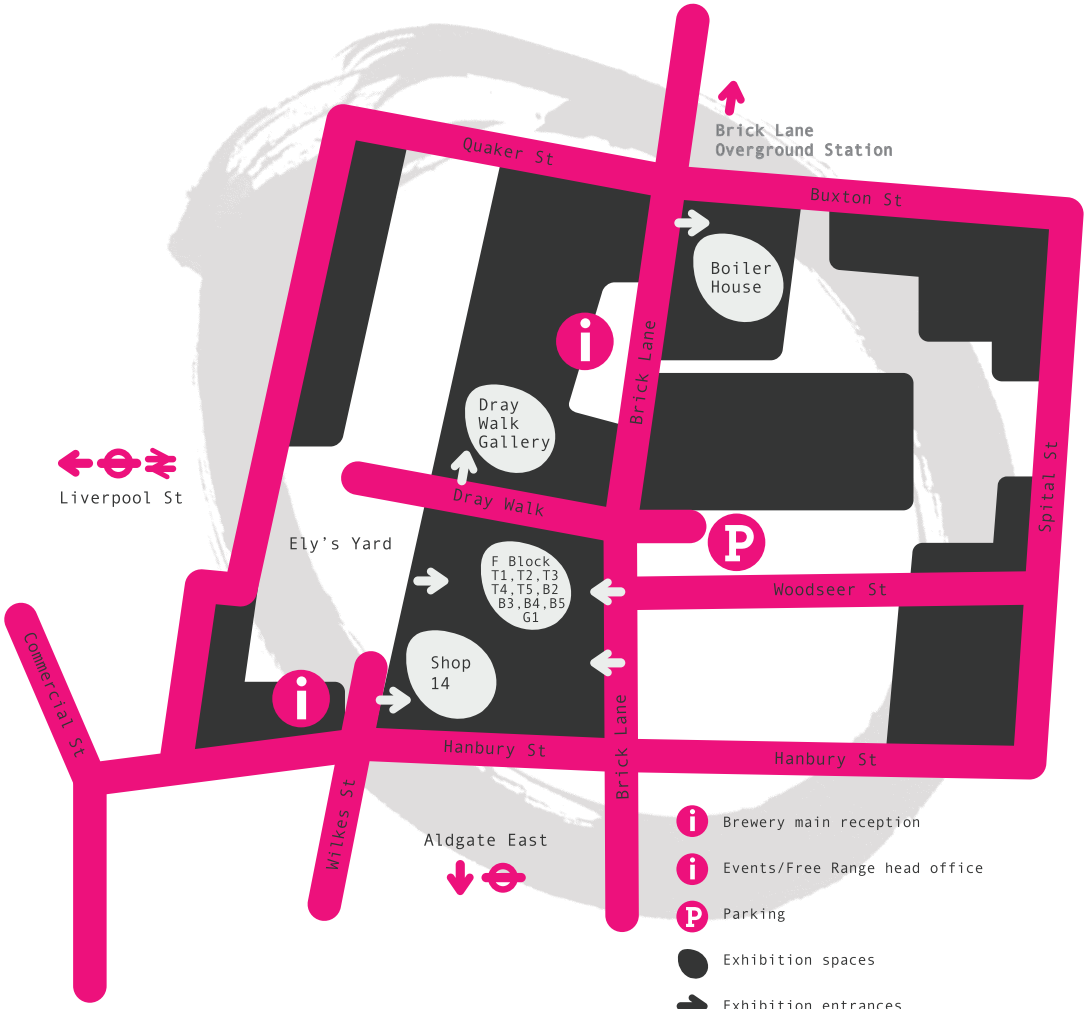 Brick Lane
Overground Station
Quaker St
Buxton St
Boiler
House
Brick Lane
Dray
Walk
Gallery
Spital St
Liverpool St
Dray Walk
P
Ely's Yard
F Block
T1,T2,T3
T4,T5,B2
B3,B4,B5
G1
Woodseer St
Commercial St
Shop
14
i
i
Hanbury St
Brick Lane
Hanbury St
Wilkes St
Aldgate East
i Brewery main reception
i Events/Free Range head office
P Parking
Exhibition spaces
Exhibition entrances